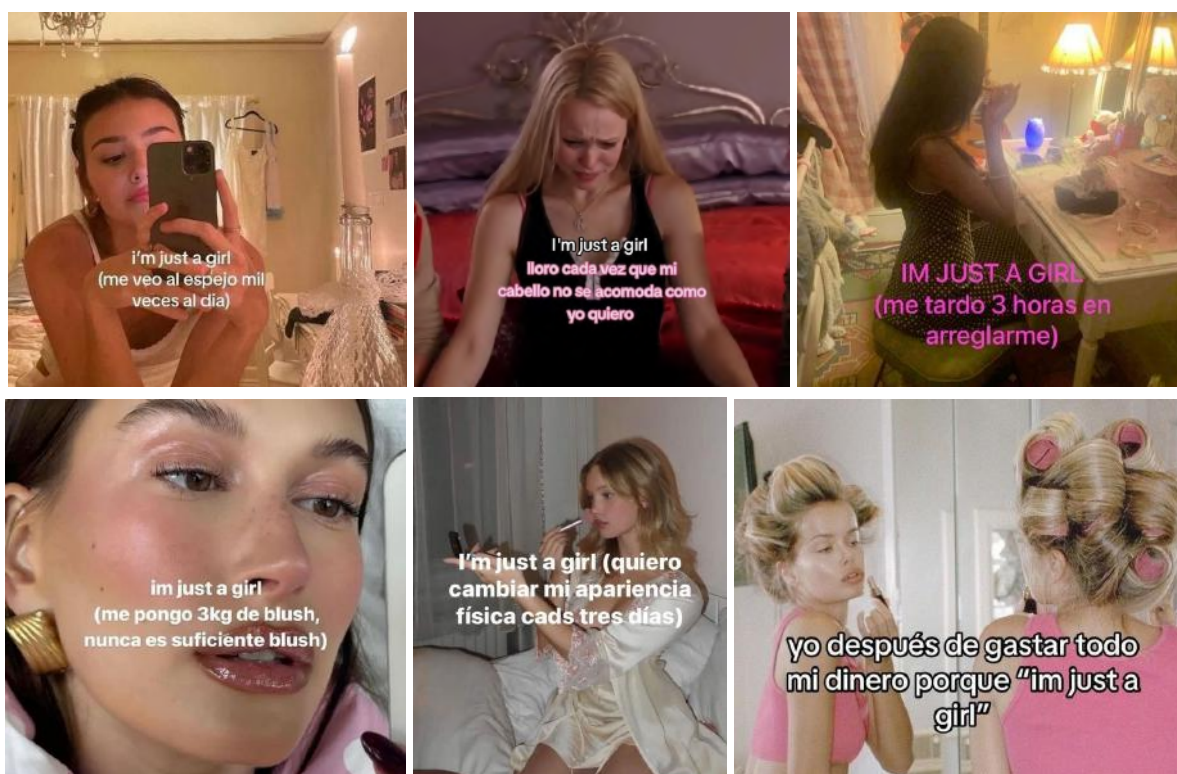 i'm just a girl
(me veo al espejo mil
veces al dia)
I'm just a girl
lloro cada vez que mi
cabello no se acomoda como
yo quiero
IM JUST A GIRL
(me tardo 3 horas en
arreglarme)
im just a girl
(me pongo 3kg de blush,
nunca es suficiente blush)
I'm just a girl (quiero
cambiar mi apariencia
física cads tres días)
yo después de gastar todo
mi dinero porque "im just a
girl"